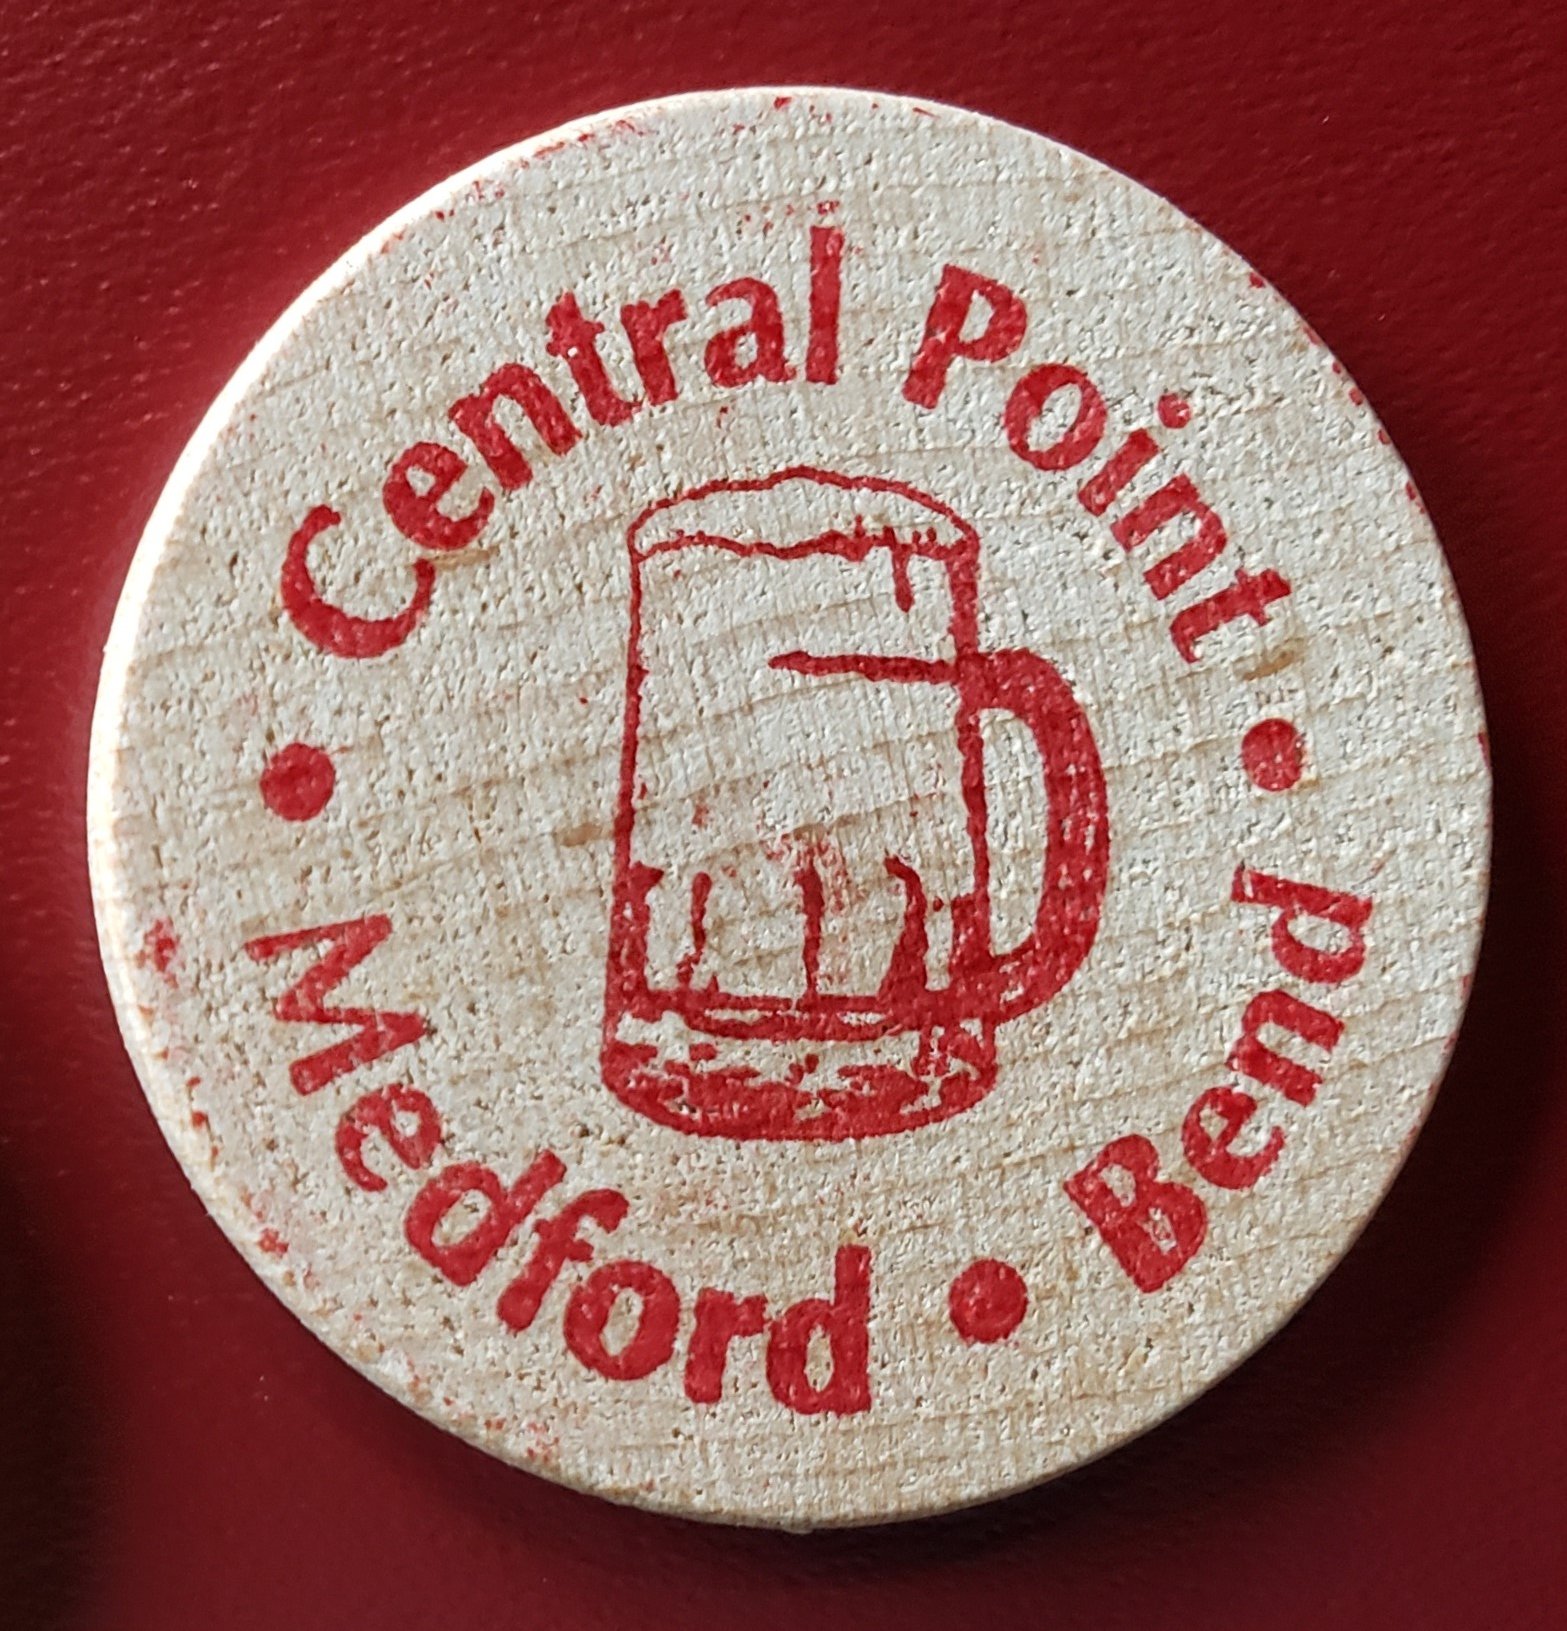 Central Point
Medford • Bend